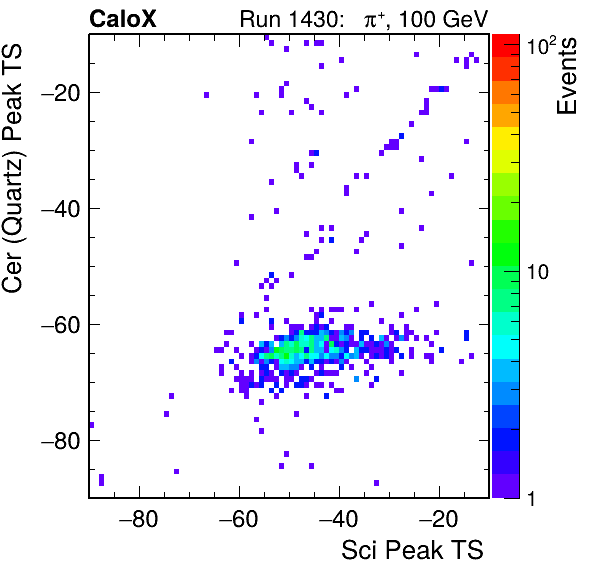 CaloX Run 1430: π⁺, 100 GeV
Cer (Quartz) Peak TS
−20
−40
−60
−80
−80 −60 −40 −20
Sci Peak TS
10²
10
1
Events